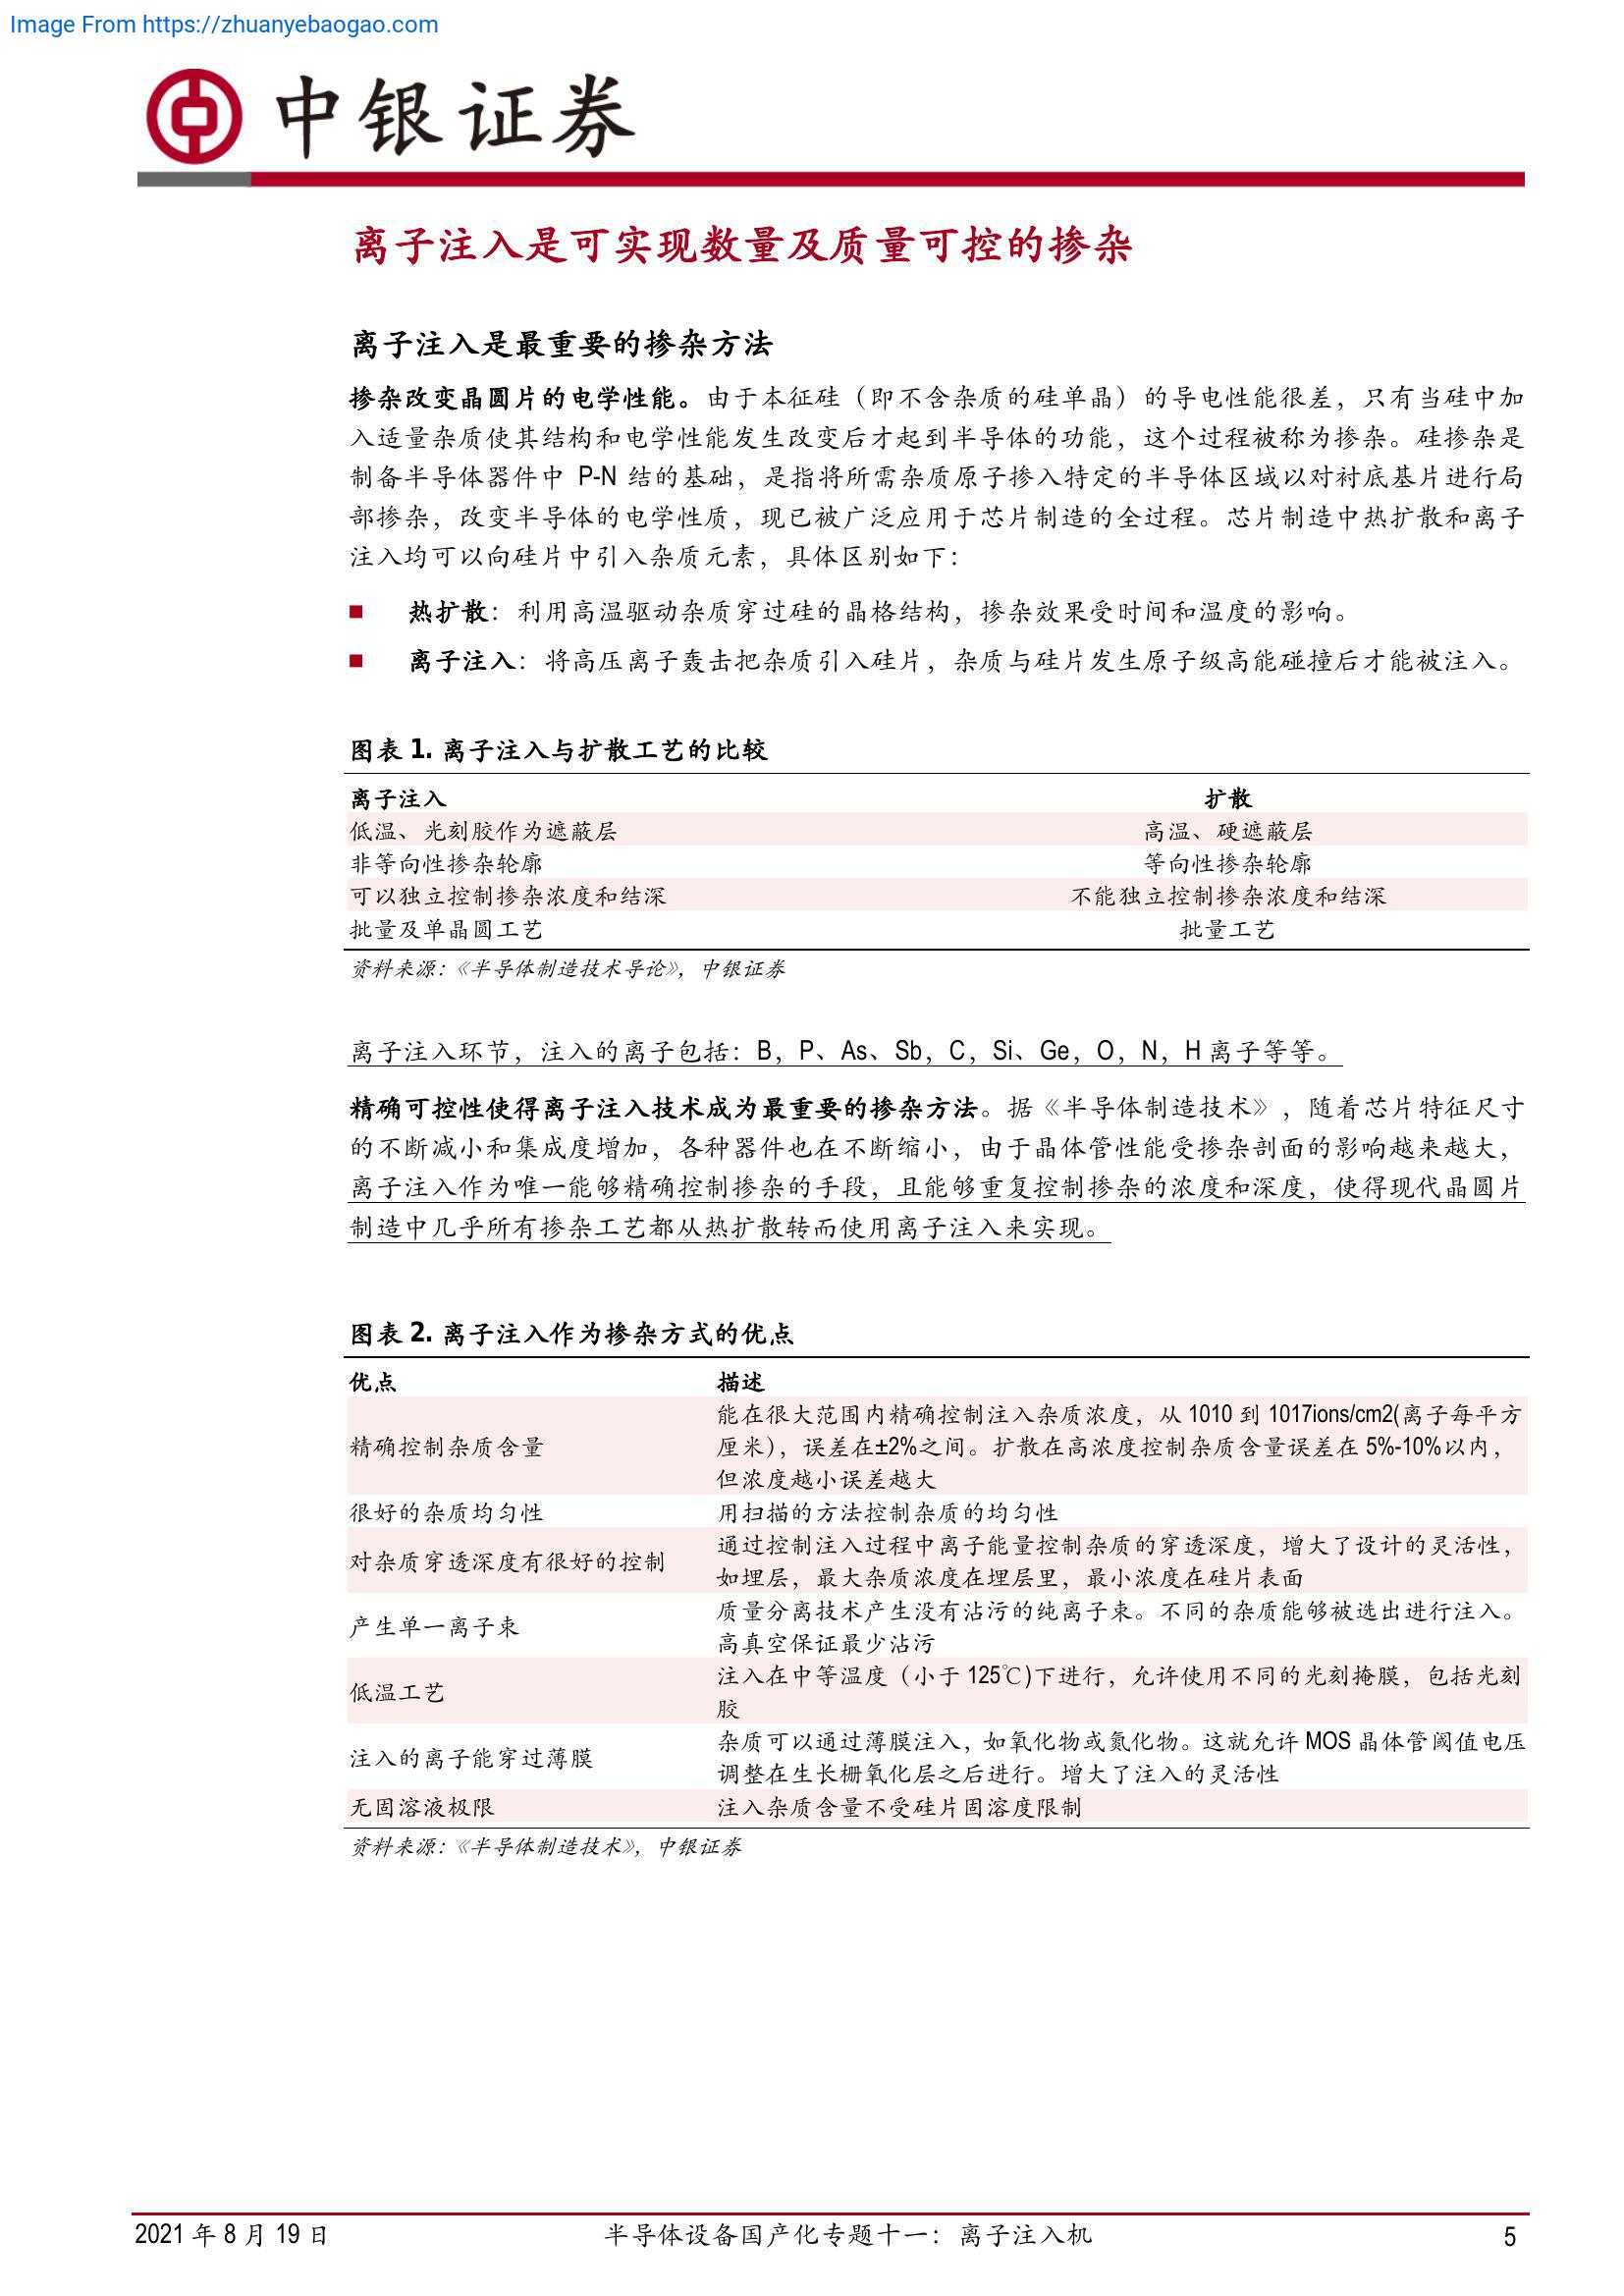 Image From https://zhuanyebaogao.com
中银证券
离子注入是可实现数量及质量可控的掺杂
离子注入是最重要的掺杂方法
掺杂改变晶圆片的电学性能。由于本征硅（即不含杂质的硅单晶）的导电性能很差，只有当硅中加
入适量杂质使其结构和电学性能发生改变后才起到半导体的功能，这个过程被称为掺杂。硅掺杂是
制备半导体器件中 P-N 结的基础，是指将所需杂质原子掺入特定的半导体区域以对衬底基片进行局
部掺杂，改变半导体的电学性质，现已被广泛应用于芯片制造的全过程。芯片制造中热扩散和离子
注入均可以向硅片中引入杂质元素，具体区别如下：
■ 热扩散：利用高温驱动杂质穿过硅的晶格结构，掺杂效果受时间和温度的影响。
■ 离子注入：将高压离子轰击把杂质引入硅片，杂质与硅片发生原子级高能碰撞后才能被注入。
图表 1. 离子注入与扩散工艺的比较
离子注入 扩散
低温、光刻胶作为遮蔽层 高温、硬遮蔽层
非等向性掺杂轮廓 等向性掺杂轮廓
可以独立控制掺杂浓度和结深 不能独立控制掺杂浓度和结深
批量及单晶圆工艺 批量工艺
资料来源：《半导体制造技术导论》，中银证券
离子注入环节，注入的离子包括：B，P、As、Sb，C，Si、Ge，O，N，H 离子等等。
精确可控性使得离子注入技术成为最重要的掺杂方法。据《半导体制造技术》，随着芯片特征尺寸
的不断减小和集成度增加，各种器件也在不断缩小，由于晶体管性能受掺杂剖面的影响越来越大，
离子注入作为唯一能够精确控制掺杂的手段，且能够重复控制掺杂的浓度和深度，使得现代晶圆片
制造中几乎所有掺杂工艺都从热扩散转而使用离子注入来实现。
图表 2. 离子注入作为掺杂方式的优点
优点 描述
精确控制杂质含量 能在很大范围内精确控制注入杂质浓度，从 1010 到 1017ions/cm2(离子每平方
厘米)，误差在±2%之间。扩散在高浓度控制杂质含量误差在 5%-10%以内，
但浓度越小误差越大
很好的杂质均匀性 用扫描的方法控制杂质的均匀性
对杂质穿透深度有很好的控制 通过控制注入过程中离子能量控制杂质的穿透深度，增大了设计的灵活性，
如埋层，最大杂质浓度在埋层里，最小浓度在硅片表面
产生单一离子束 质量分离技术产生没有沾污的纯离子束。不同的杂质能够被选出进行注入。
高真空保证最少沾污
低温工艺 注入在中等温度（小于 125℃)下进行，允许使用不同的光刻掩膜，包括光刻
胶
注入的离子能穿过薄膜 杂质可以通过薄膜注入，如氧化物或氮化物。这就允许 MOS 晶体管阈值电压
调整在生长栅氧化层之后进行。增大了注入的灵活性
无固溶液极限 注入杂质含量不受硅片固溶度限制
资料来源：《半导体制造技术》，中银证券
2021 年 8 月 19 日 半导体设备国产化专题十一：离子注入机 5